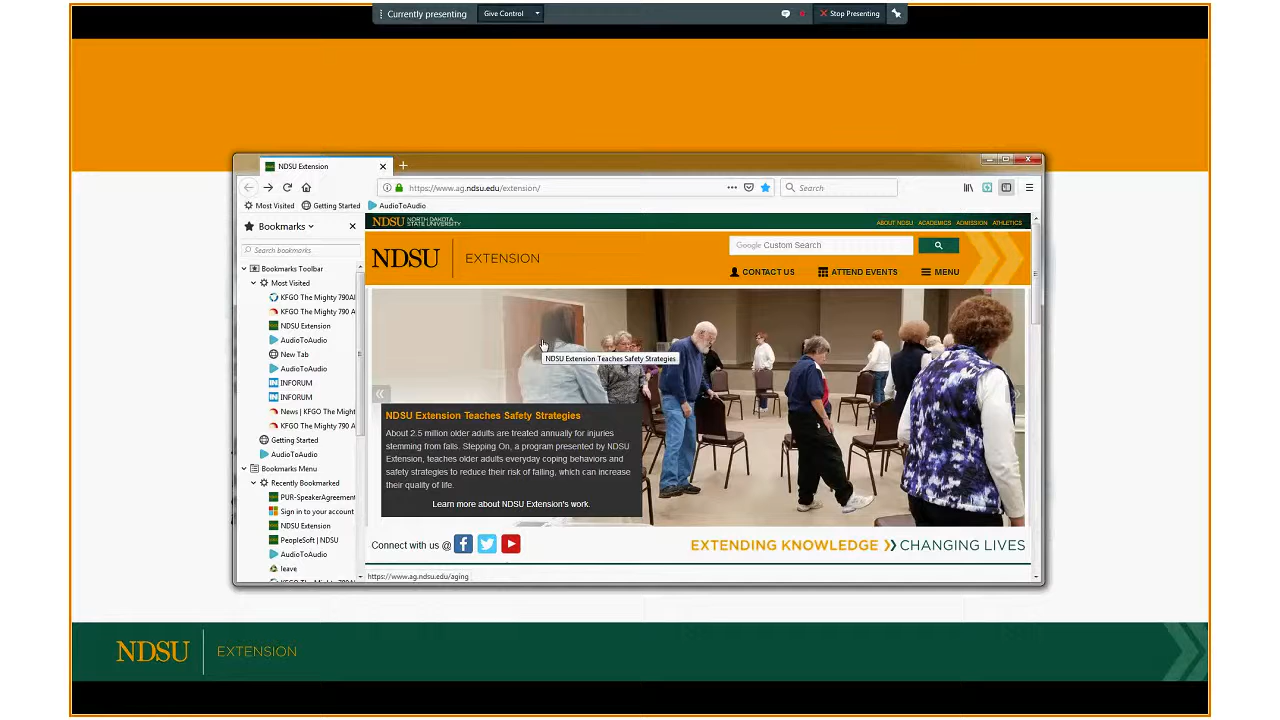 Currently presenting
Give Control
Stop Presenting
NDSU Extension
https://www.ag.ndsu.edu/extension/
Search
Most Visited
Getting Started
AudioToAudio
Bookmarks
Search bookmarks
Bookmarks Toolbar
Most Visited
KFGO The Mighty 790AI
KFGO The Mighty 790 A
NDSU Extension
AudioToAudio
New Tab
AudioToAudio
INFORUM
INFORUM
News | KFGO The Might
KFGO The Mighty 790 A
Getting Started
AudioToAudio
Bookmarks Menu
Recently Bookmarked
PUR-SpeakerAgreement
Sign in to your account
NDSU Extension
PeopleSoft | NDSU
AudioToAudio
leave
NDSU NORTH DAKOTA
STATE UNIVERSITY
ABOUT NDSU ACADEMICS ADMISSION ATHLETICS
NDSU EXTENSION
Google Custom Search
CONTACT US
ATTEND EVENTS
MENU
NDSU Extension Teaches Safety Strategies
NDSU Extension Teaches Safety Strategies
About 2.5 million older adults are treated annually for injuries
stemming from falls. Stepping On, a program presented by NDSU
Extension, teaches older adults everyday coping behaviors and
safety strategies to reduce their risk of falling, which can increase
their quality of life.
Learn more about NDSU Extension's work.
Connect with us @
EXTENDING KNOWLEDGE CHANGING LIVES
https://www.ag.ndsu.edu/aging
NDSU EXTENSION